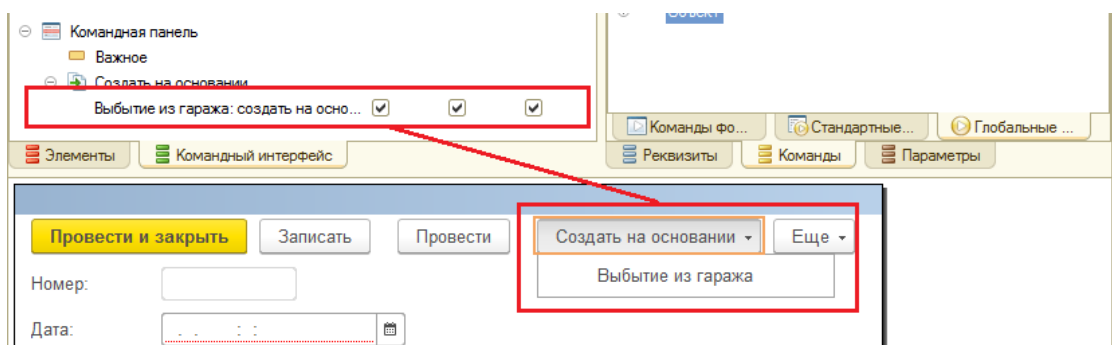 Командная панель
Объект
Важное
Создать на основании
Выбытие из гаража: создать на осно...
Команды фо...
Стандартные...
Глобальные ...
Элементы
Командный интерфейс
Реквизиты
Команды
Параметры
Провести и закрыть
Записать
Провести
Создать на основании
Еще
Выбытие из гаража
Номер:
Дата:
. . : :